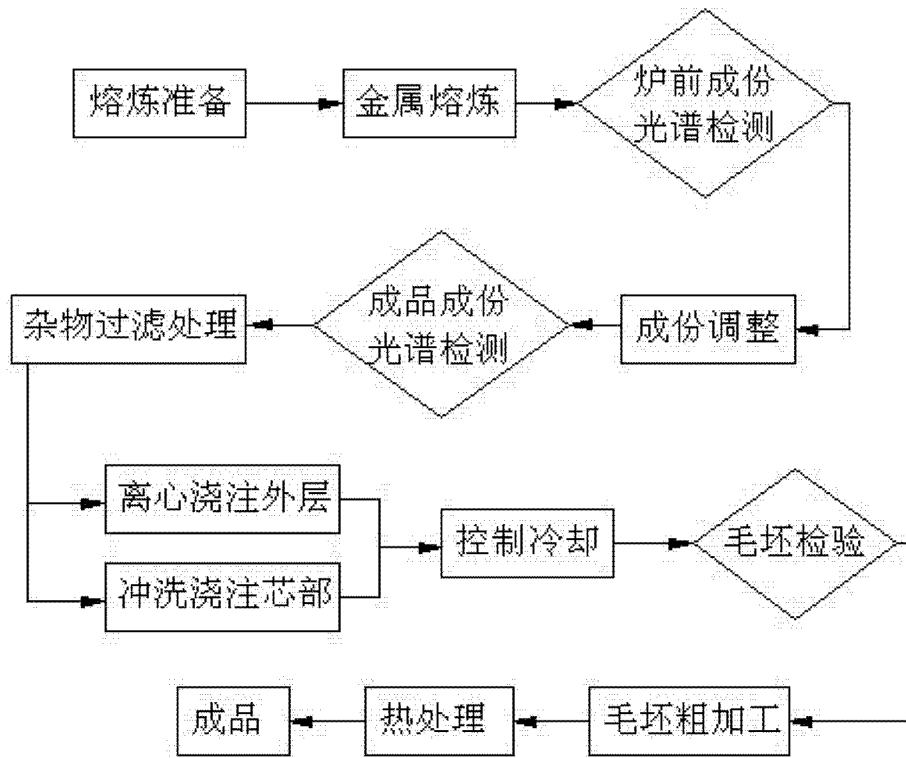 熔炼准备
金属熔炼
炉前成份
光谱检测
杂物过滤处理
成品成份
光谱检测
成份调整
离心浇注外层
冲洗浇注芯部
控制冷却
毛坯检验
成品
热处理
毛坯粗加工